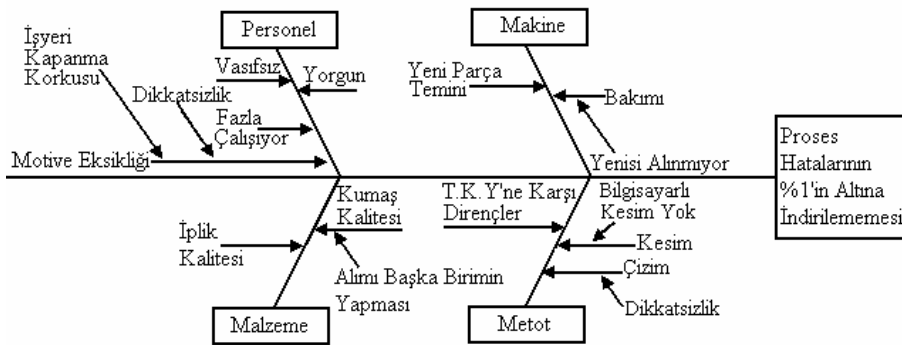 Personel
Makine
İşyeri
Kapanma
Korkusu
Vasıfsız
Yorgun
Dikkatsizlik
Fazla
Çalışıyor
Motive Eksikliği
Yeni Parça
Temini
Bakımı
Yenisi Alınmıyor
Proses
Hatalarının
%1'in Altına
İndirilememesi
Kumaş
Kalitesi
İplik
Kalitesi
Alımı Başka Birimin
Yapması
Malzeme
T.K.Y'ne Karşı
Dirençler
Bilgisayarlı
Kesim Yok
Kesim
Çizim
Dikkatsizlik
Metot